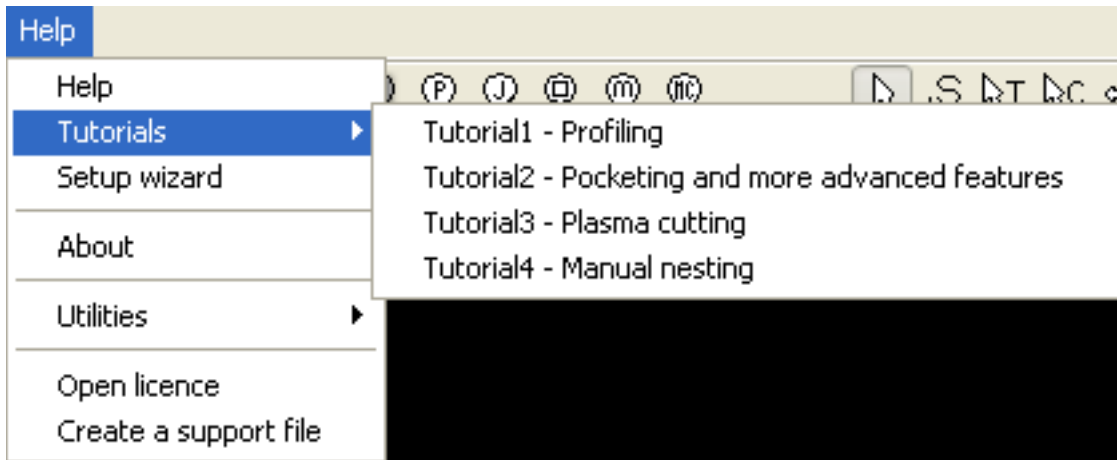 Help
Help
P J m MC
.S T C
Tutorials
Tutorial1 - Profiling
Setup wizard
Tutorial2 - Pocketing and more advanced features
Tutorial3 - Plasma cutting
About
Tutorial4 - Manual nesting
Utilities
Open licence
Create a support file